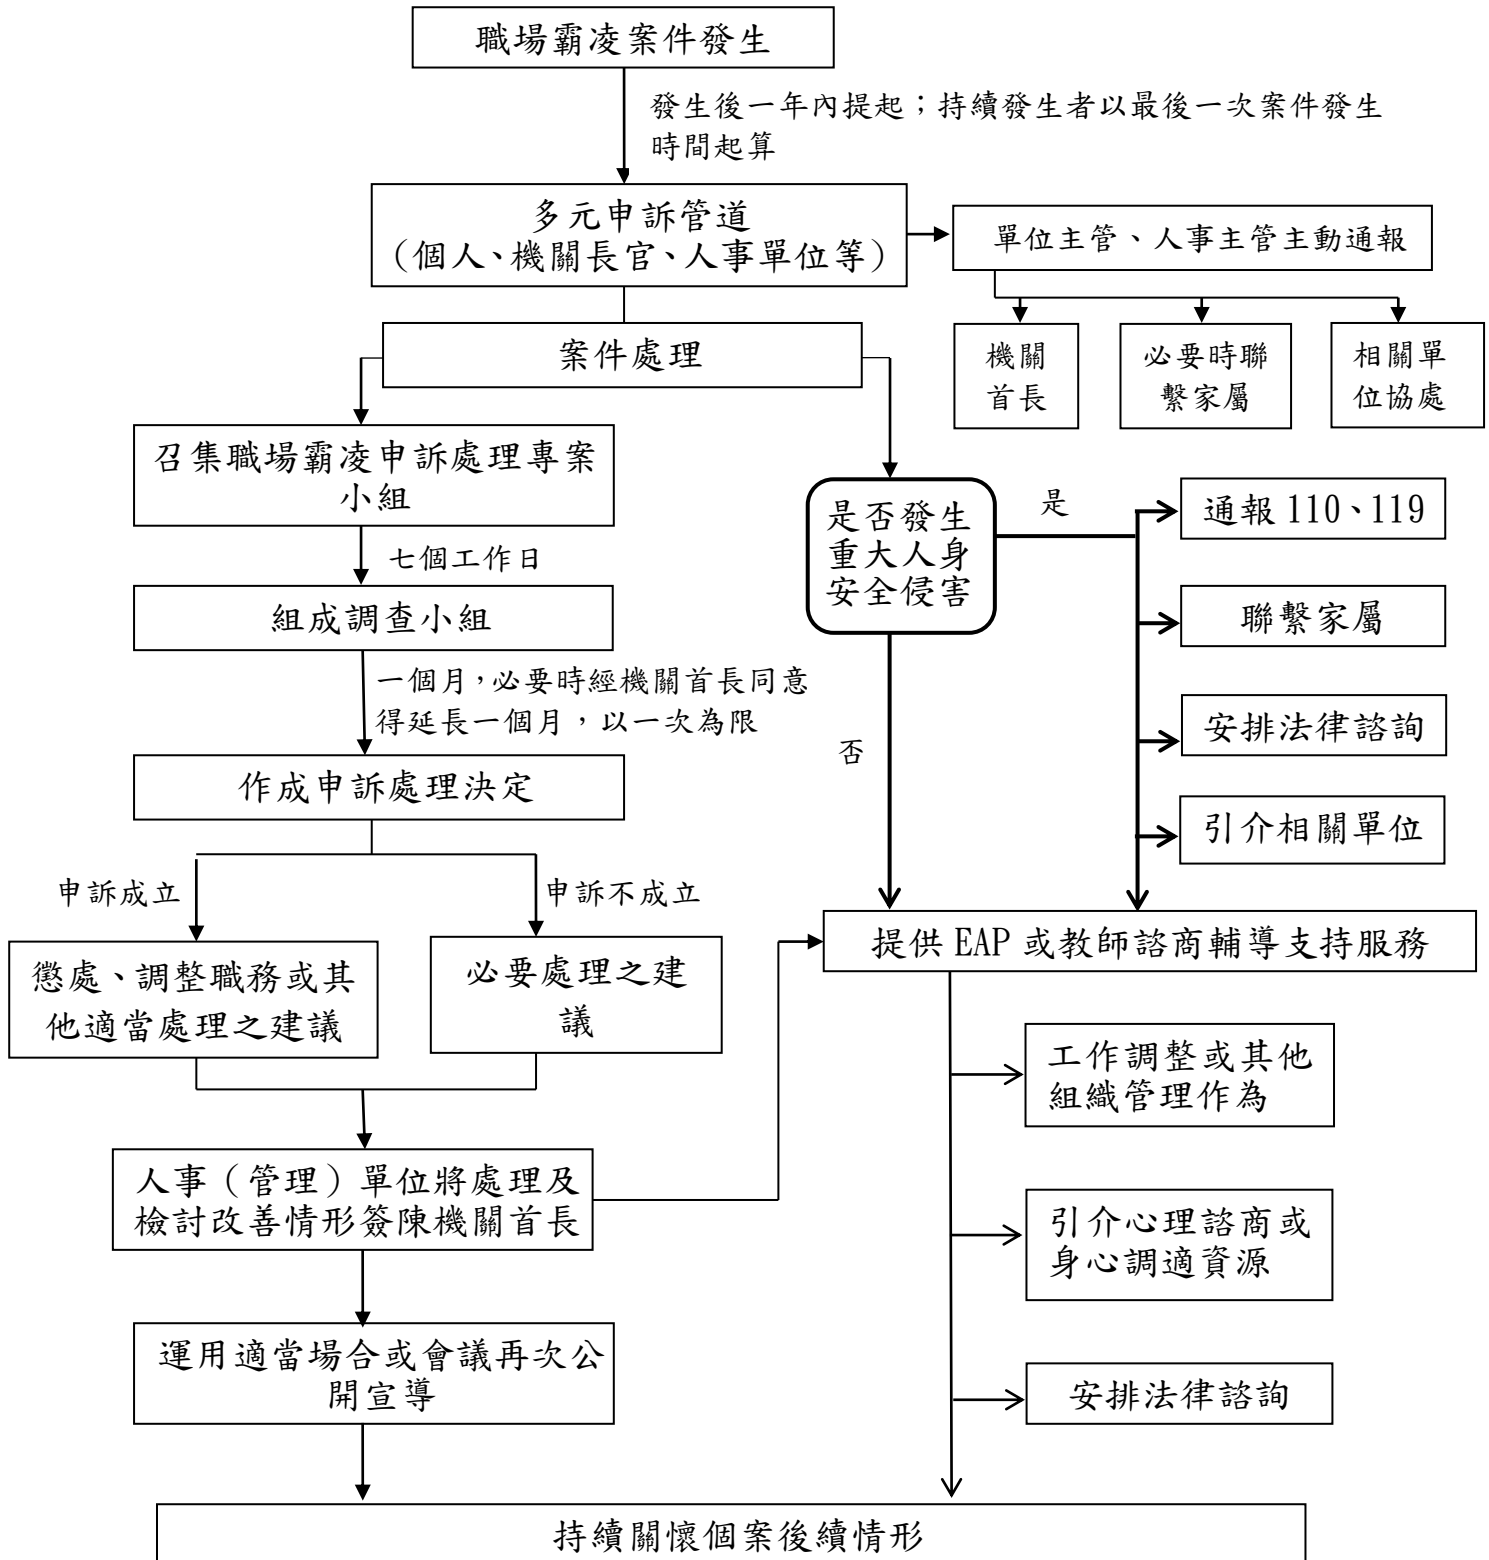 職場霸凌案件發生
發生後一年內提起；持續發生者以最後一次案件發生
時間起算
多元申訴管道
（個人、機關長官、人事單位等）
單位主管、人事主管主動通報
機關
首長
必要時聯
繫家屬
相關單
位協處
案件處理
召集職場霸凌申訴處理專案
小組
七個工作日
組成調查小組
一個月，必要時經機關首長同意
得延長一個月，以一次為限
作成申訴處理決定
申訴成立
申訴不成立
懲處、調整職務或其
他適當處理之建議
必要處理之建
議
人事（管理）單位將處理及
檢討改善情形簽陳機關首長
運用適當場合或會議再次公
開宣導
是否發生
重大人身
安全侵害
是
否
通報 110、119
聯繫家屬
安排法律諮詢
引介相關單位
提供 EAP 或教師諮商輔導支持服務
工作調整或其他
組織管理作為
引介心理諮商或
身心調適資源
安排法律諮詢
持續關懷個案後續情形